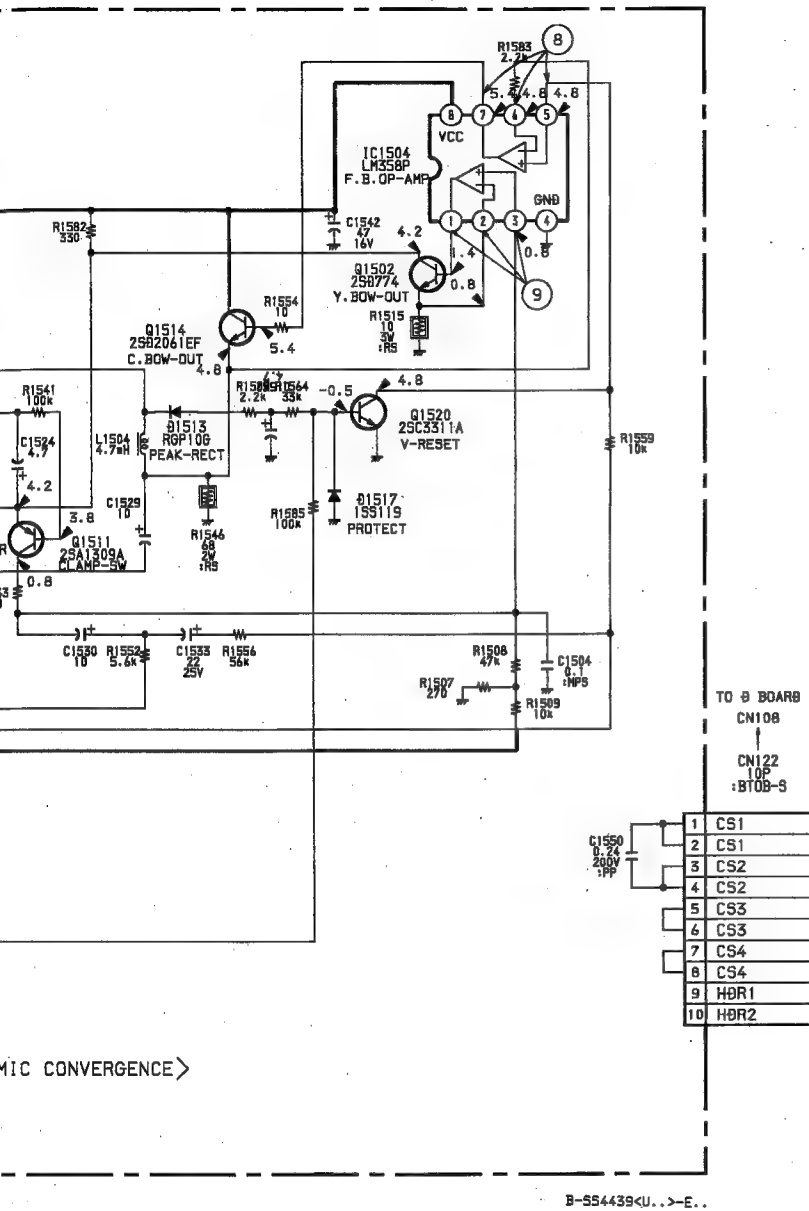 8
R1583
2.7k
5.4
4.8
4.8
8
7
6
5
VCC
IC1504
LM358P
F.B.OP-AMP
GND
1
2
3
4
R1582
330
C1542
47
16V
4.2
1.4
0.8
0.8
Q1502
2SD774
Y.BOW-OUT
9
R1554
10
R1515
10
3W
:RS
Q1514
2SD2061EF
C.BOW-OUT
5.4
4.8
R1541
100k
2.2k
R1564
33k
-0.5
4.8
Q1520
2SC3311A
V-RESET
C1524
4.7
L1504
4.7mH
D1513
RGP10G
PEAK-RECT
R1559
10k
4.2
C1529
10
R1585
100k
D1517
1SS119
PROTECT
3.8
Q1511
2SA1309A
CLAMP-SW
R1546
68
2W
:RS
R
0.8
C1530
10
R1552
5.6k
C1533
22
25V
R1556
56k
R1508
47k
C1504
0.1
:MPS
R1507
270
R1509
10k
TO D BOARD
CN108
CN122
10P
:BTOB-S
C1550
0.24
200V
:PP
1 CS1
2 CS1
3 CS2
4 CS2
5 CS3
6 CS3
7 CS4
8 CS4
9 HDR1
10 HDR2
MIC CONVERGENCE>
B-SS4439<U..>-E..